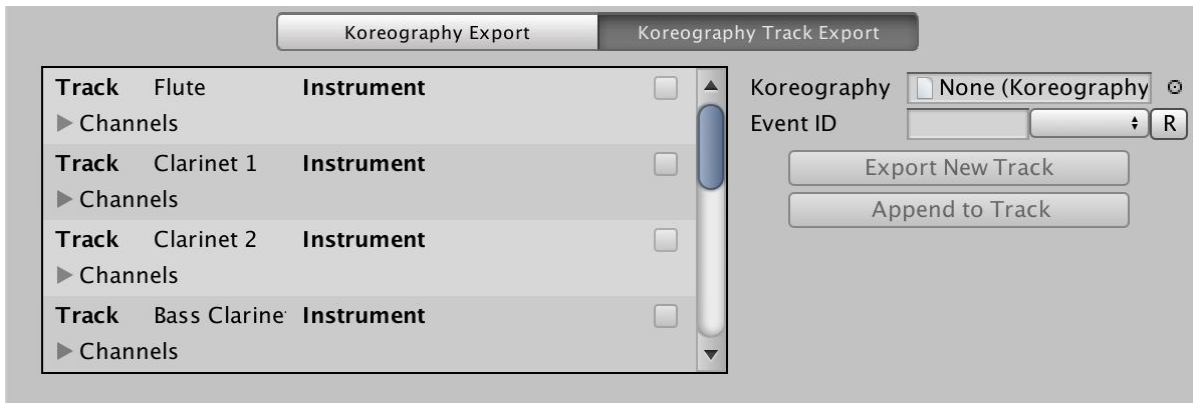 Koreography Export Koreography Track Export
Track Flute Instrument
Channels
Track Clarinet 1 Instrument
Channels
Track Clarinet 2 Instrument
Channels
Track Bass Clarine Instrument
Channels
Koreography None (Koreography
Event ID R
Export New Track
Append to Track